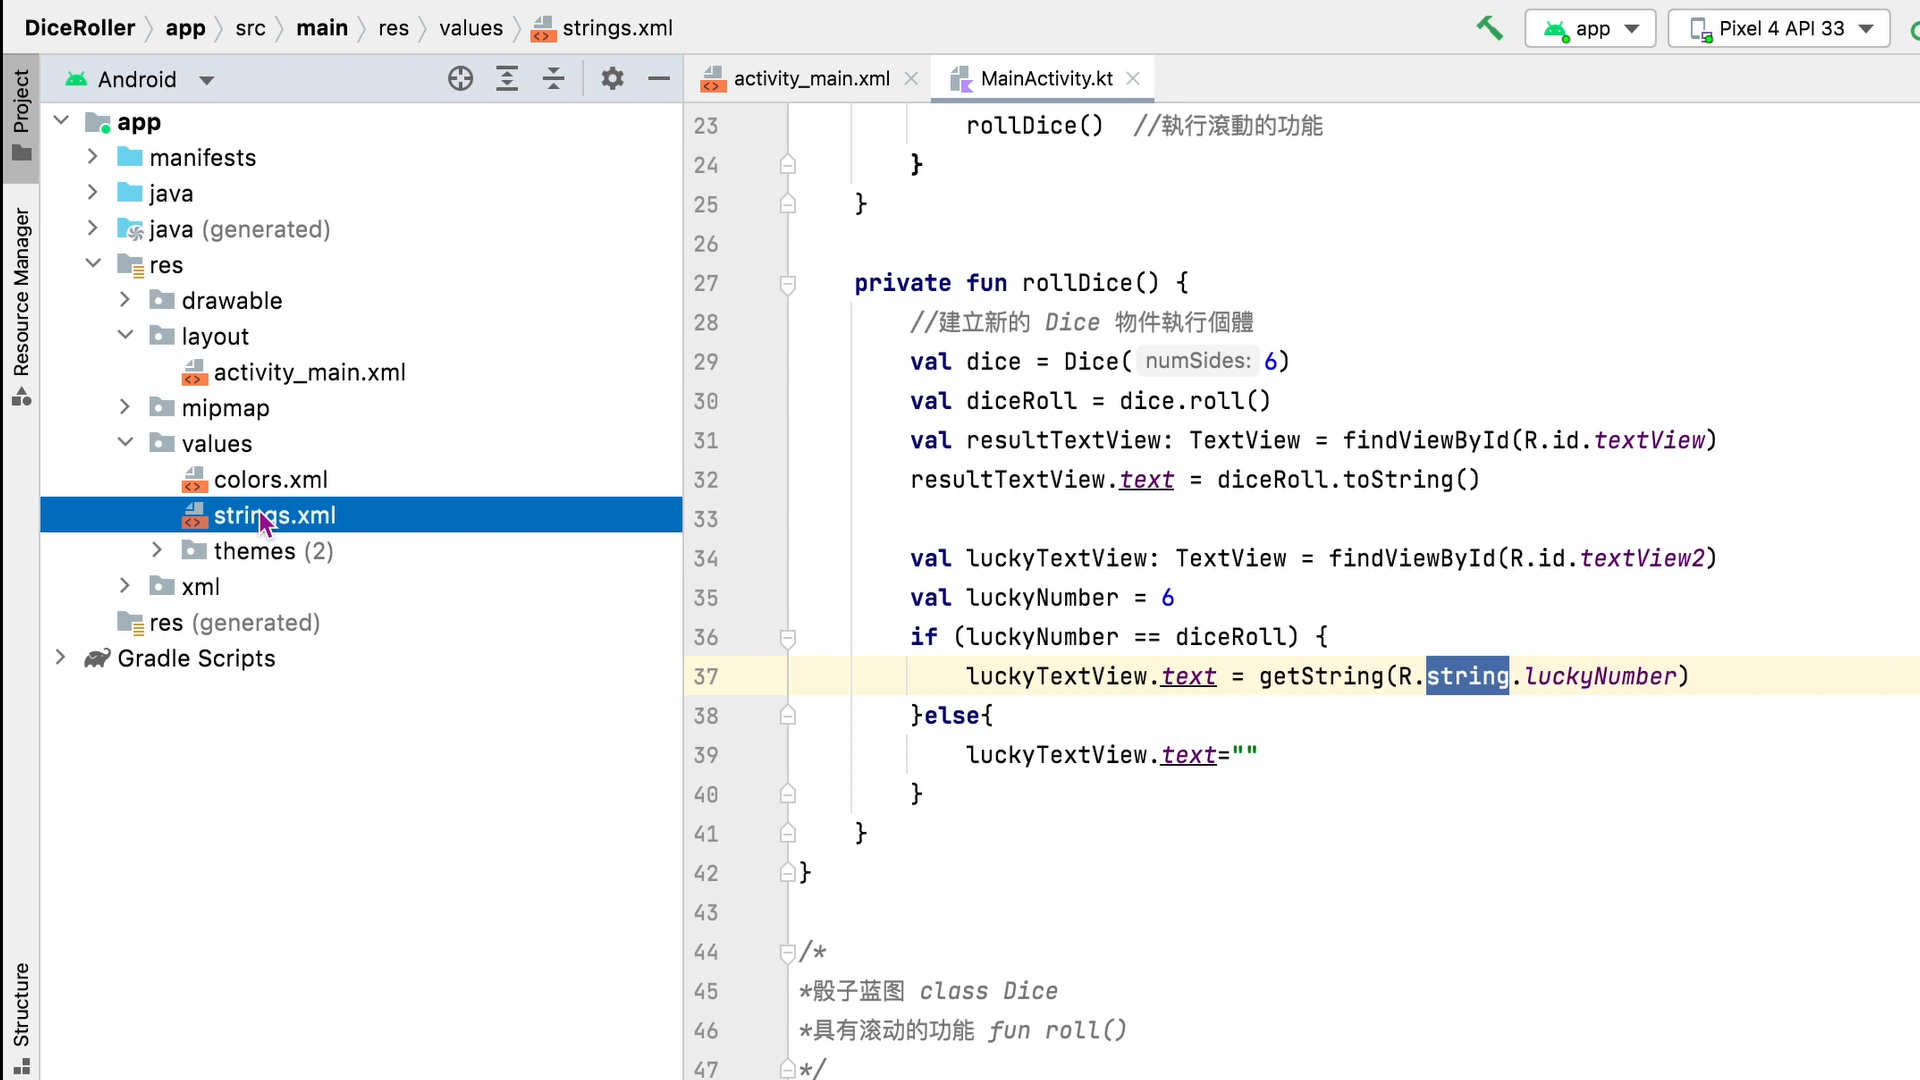 DiceRoller app src main res values strings.xml
app Pixel 4 API 33
Project
Resource Manager
Structure
Android
app
manifests
java
java (generated)
res
drawable
layout
activity_main.xml
mipmap
values
colors.xml
strings.xml
themes (2)
xml
res (generated)
Gradle Scripts
activity_main.xml MainActivity.kt
23 rollDice() //執行滾動的功能
24 }
25 }
26
27 private fun rollDice() {
28 //建立新的 Dice 物件執行個體
29 val dice = Dice( numSides: 6)
30 val diceRoll = dice.roll()
31 val resultTextView: TextView = findViewById(R.id.textView)
32 resultTextView.text = diceRoll.toString()
33
34 val luckyTextView: TextView = findViewById(R.id.textView2)
35 val luckyNumber = 6
36 if (luckyNumber == diceRoll) {
37 luckyTextView.text = getString(R.string.luckyNumber)
38 }else{
39 luckyTextView.text=""
40 }
41 }
42 }
43
44 /*
45 *骰子蓝图 class Dice
46 *具有滚动的功能 fun roll()
47 */